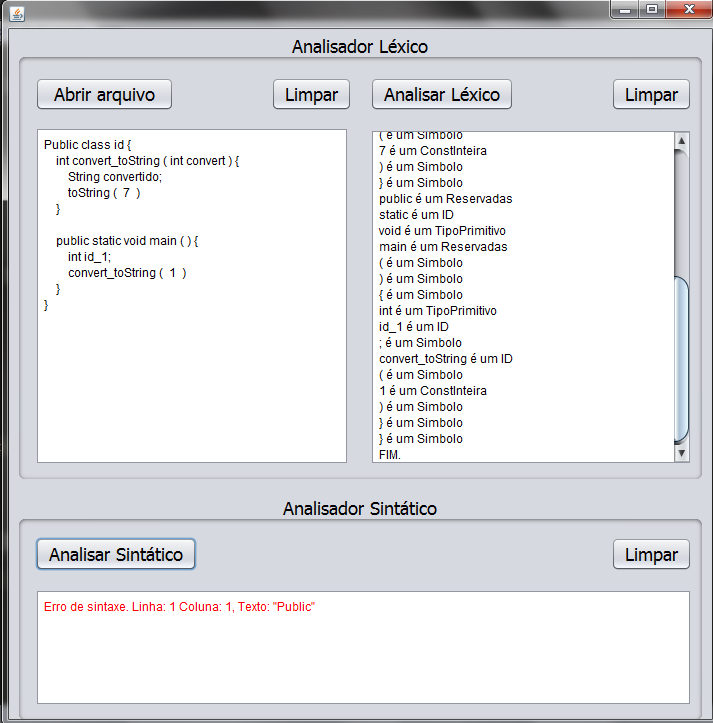 Analisador Léxico
Abrir arquivo
Limpar
Analisar Léxico
Limpar
Public class id {
int convert_toString ( int convert ) {
String convertido;
toString ( 7 )
}
public static void main ( ) {
int id_1;
convert_toString ( 1 )
}
}
( é um Simbolo
7 é um ConstInteira
) é um Simbolo
} é um Simbolo
public é um Reservadas
static é um ID
void é um TipoPrimitivo
main é um Reservadas
( é um Simbolo
) é um Simbolo
{ é um Simbolo
int é um TipoPrimitivo
id_1 é um ID
; é um Simbolo
convert_toString é um ID
( é um Simbolo
1 é um ConstInteira
) é um Simbolo
} é um Simbolo
} é um Simbolo
FIM.
Analisador Sintático
Analisar Sintático
Limpar
Erro de sintaxe. Linha: 1 Coluna: 1, Texto: "Public"